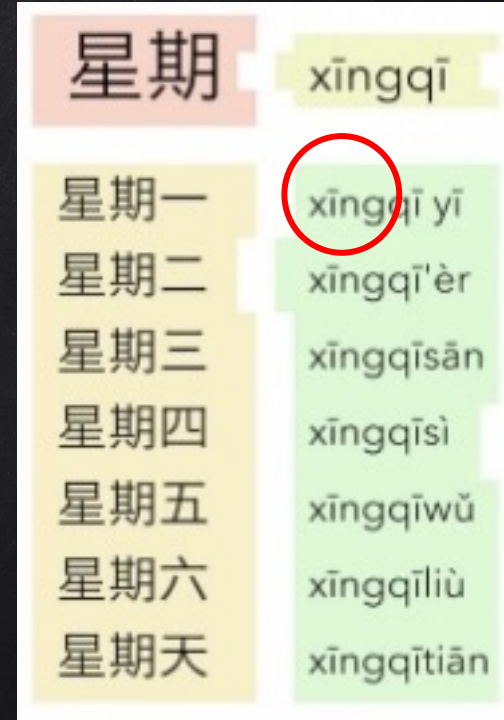 星期 xīngqī
星期一 xīngqī yī
星期二 xīngqī'èr
星期三 xīngqīsān
星期四 xīngqīsì
星期五 xīngqīwǔ
星期六 xīngqīliù
星期天 xīngqītiān